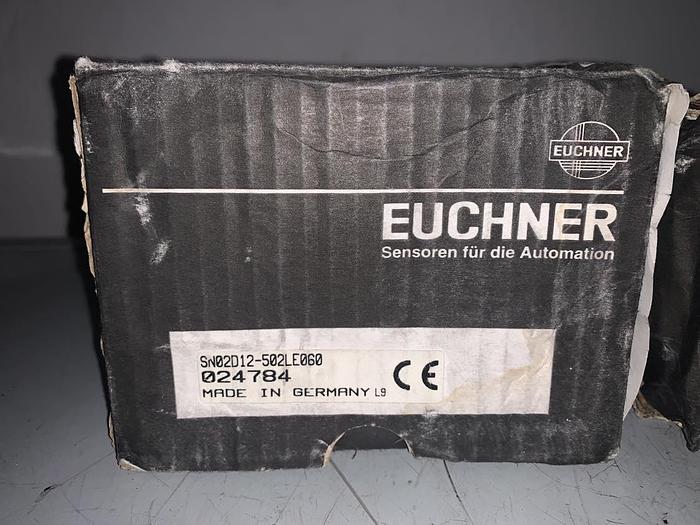 EUCHNER
EUCHNER
Sensoren für die Automation
SN02D12-502LE060
024784
MADE IN GERMANY L9
CE